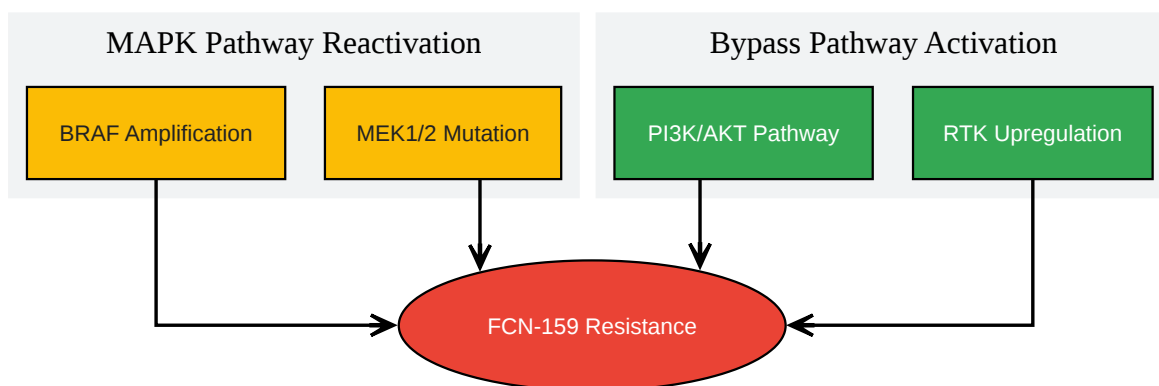 MAPK Pathway Reactivation
Bypass Pathway Activation
BRAF Amplification
MEK1/2 Mutation
PI3K/AKT Pathway
RTK Upregulation
FCN-159 Resistance